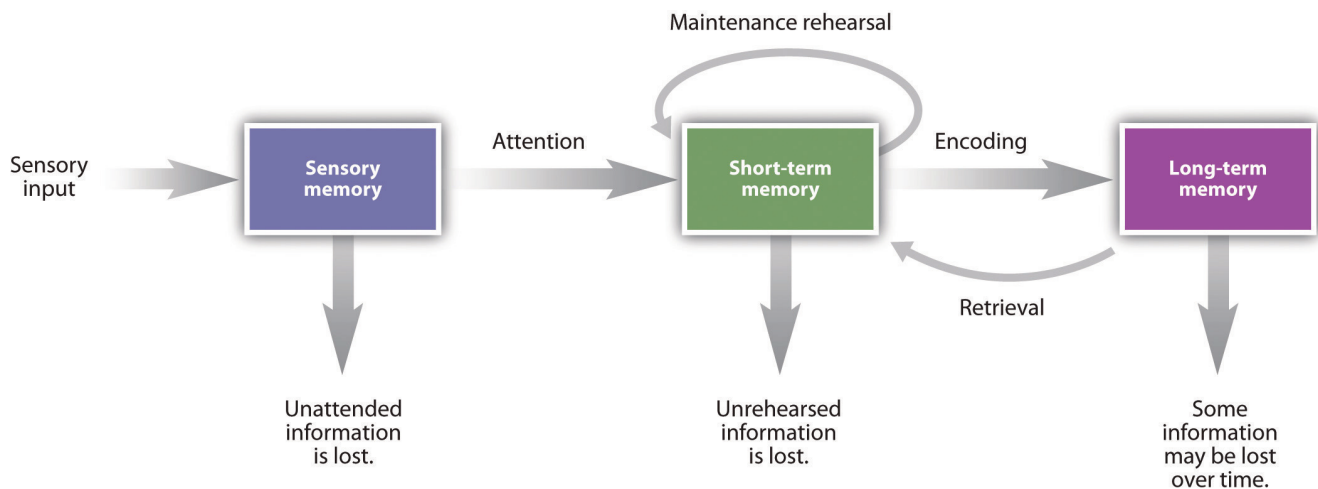 Maintenance rehearsal
Sensory
input
Sensory
memory
Attention
Short-term
memory
Encoding
Long-term
memory
Retrieval
Unattended
information
is lost.
Unrehearsed
information
is lost.
Some
information
may be lost
over time.